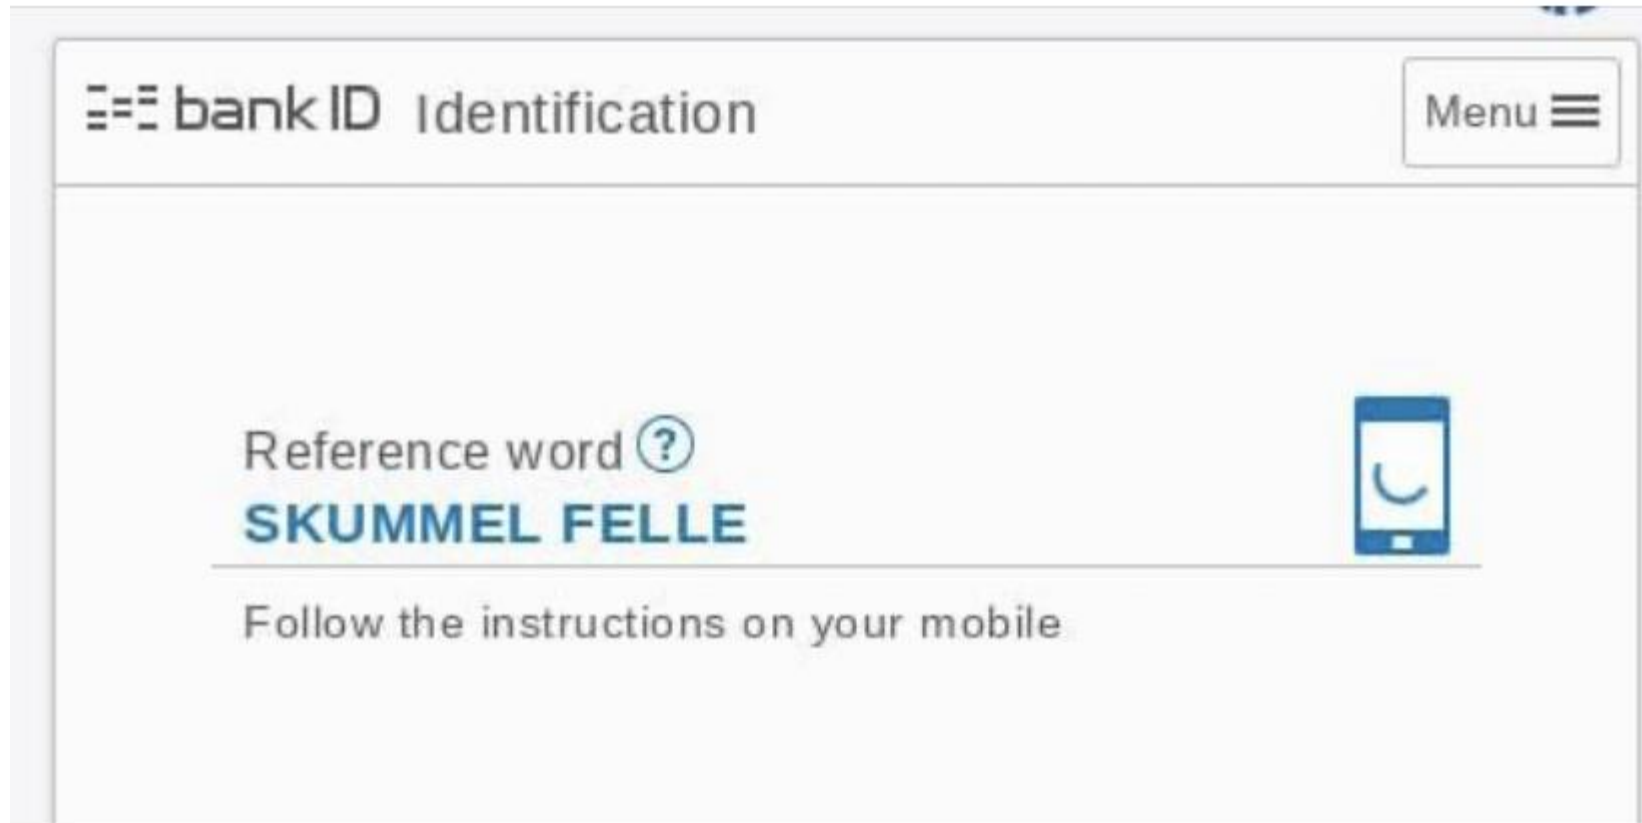 bank ID Identification
Menu
Reference word ?
SKUMMEL FELLE
Follow the instructions on your mobile